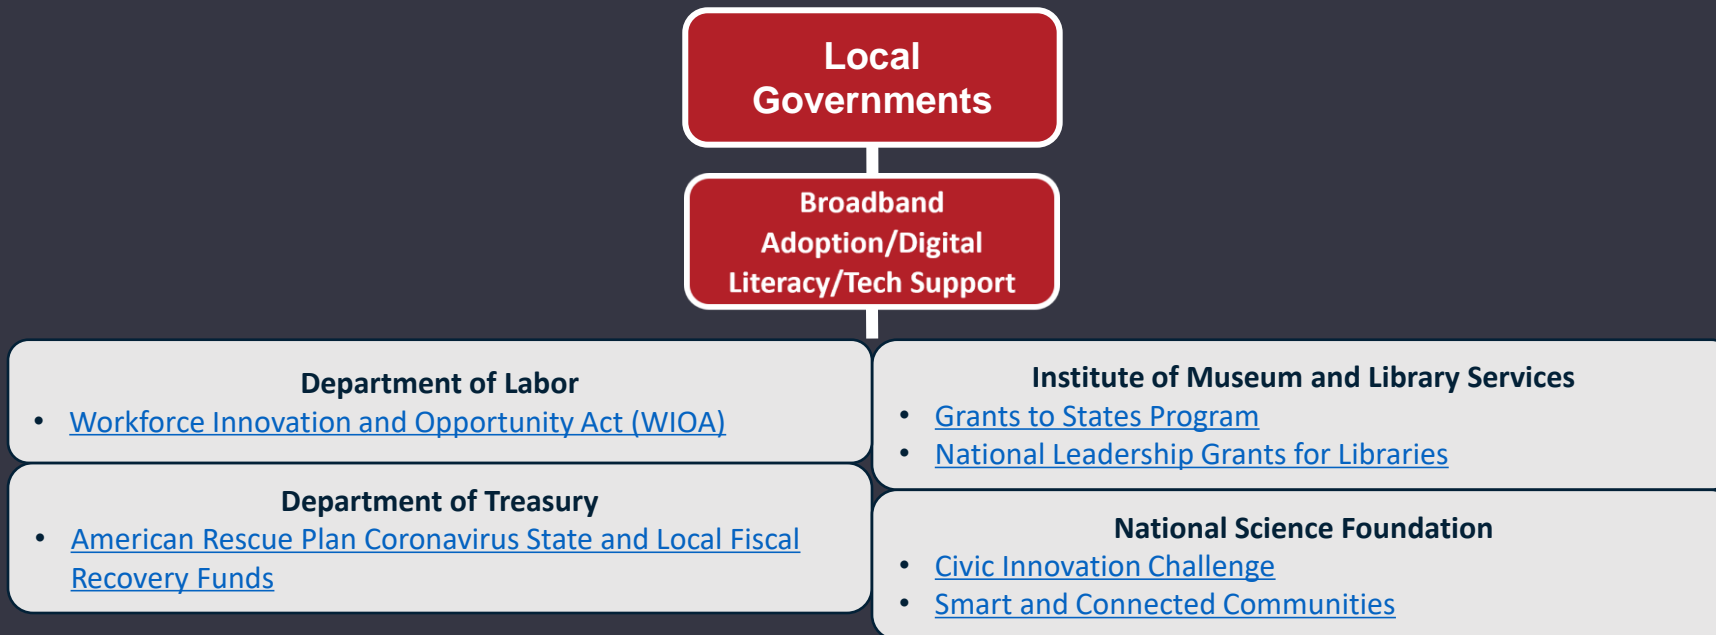 Local
Governments
Broadband
Adoption/Digital
Literacy/Tech Support
Department of Labor
• Workforce Innovation and Opportunity Act (WIOA)
Department of Treasury
• American Rescue Plan Coronavirus State and Local Fiscal
Recovery Funds
Institute of Museum and Library Services
• Grants to States Program
• National Leadership Grants for Libraries
National Science Foundation
• Civic Innovation Challenge
• Smart and Connected Communities